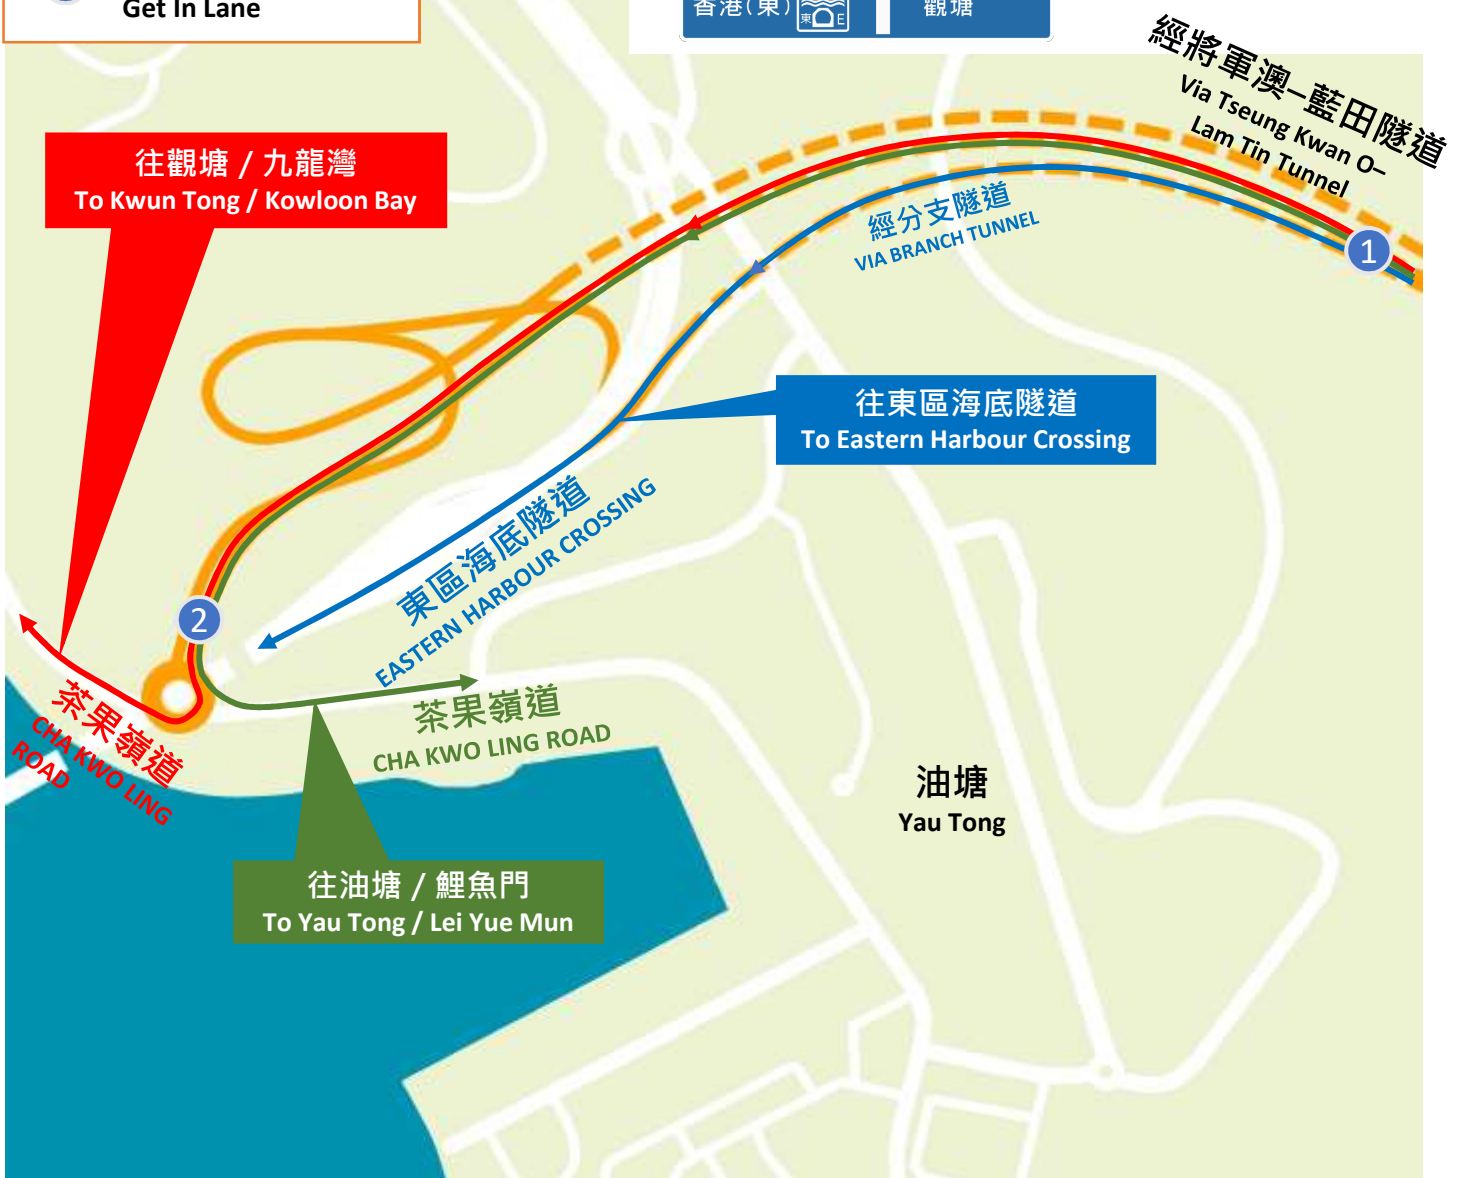 Get In Lane
香港(東) 東 E 觀塘
經將軍澳–藍田隧道
Via Tseung Kwan O–
Lam Tin Tunnel
往觀塘 / 九龍灣
To Kwun Tong / Kowloon Bay
1
經分支隧道
VIA BRANCH TUNNEL
往東區海底隧道
To Eastern Harbour Crossing
東區海底隧道
EASTERN HARBOUR CROSSING
2
茶果嶺道
CHA KWO LING
ROAD
茶果嶺道
CHA KWO LING ROAD
油塘
Yau Tong
往油塘 / 鯉魚門
To Yau Tong / Lei Yue Mun